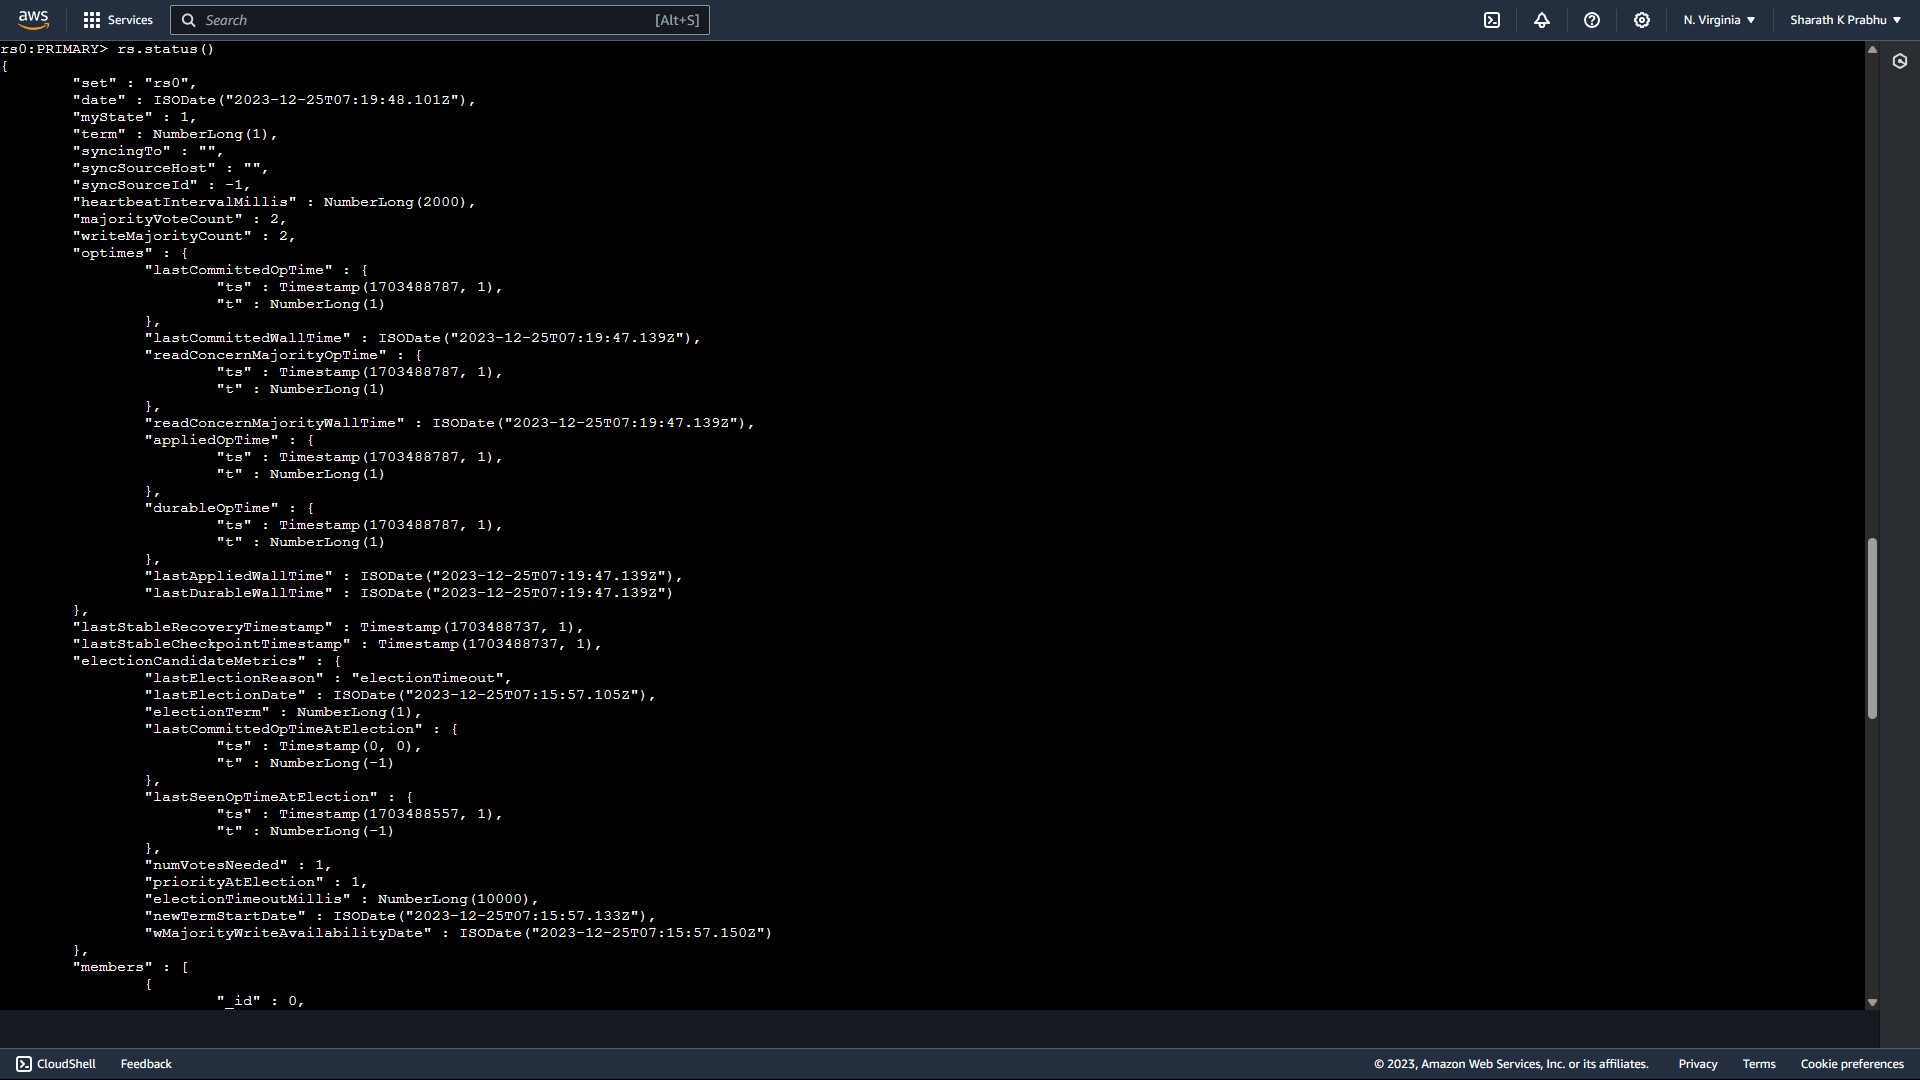 aws
Services
Search [Alt+S]
N. Virginia
Sharath K Prabhu
rs0:PRIMARY> rs.status()
{
        "set" : "rs0",
        "date" : ISODate("2023-12-25T07:19:48.101Z"),
        "myState" : 1,
        "term" : NumberLong(1),
        "syncingTo" : "",
        "syncSourceHost" : "",
        "syncSourceId" : -1,
        "heartbeatIntervalMillis" : NumberLong(2000),
        "majorityVoteCount" : 2,
        "writeMajorityCount" : 2,
        "optimes" : {
                "lastCommittedOpTime" : {
                        "ts" : Timestamp(1703488787, 1),
                        "t" : NumberLong(1)
                },
                "lastCommittedWallTime" : ISODate("2023-12-25T07:19:47.139Z"),
                "readConcernMajorityOpTime" : {
                        "ts" : Timestamp(1703488787, 1),
                        "t" : NumberLong(1)
                },
                "readConcernMajorityWallTime" : ISODate("2023-12-25T07:19:47.139Z"),
                "appliedOpTime" : {
                        "ts" : Timestamp(1703488787, 1),
                        "t" : NumberLong(1)
                },
                "durableOpTime" : {
                        "ts" : Timestamp(1703488787, 1),
                        "t" : NumberLong(1)
                },
                "lastAppliedWallTime" : ISODate("2023-12-25T07:19:47.139Z"),
                "lastDurableWallTime" : ISODate("2023-12-25T07:19:47.139Z")
        },
        "lastStableRecoveryTimestamp" : Timestamp(1703488737, 1),
        "lastStableCheckpointTimestamp" : Timestamp(1703488737, 1),
        "electionCandidateMetrics" : {
                "lastElectionReason" : "electionTimeout",
                "lastElectionDate" : ISODate("2023-12-25T07:15:57.105Z"),
                "electionTerm" : NumberLong(1),
                "lastCommittedOpTimeAtElection" : {
                        "ts" : Timestamp(0, 0),
                        "t" : NumberLong(-1)
                },
                "lastSeenOpTimeAtElection" : {
                        "ts" : Timestamp(1703488557, 1),
                        "t" : NumberLong(-1)
                },
                "numVotesNeeded" : 1,
                "priorityAtElection" : 1,
                "electionTimeoutMillis" : NumberLong(10000),
                "newTermStartDate" : ISODate("2023-12-25T07:15:57.133Z"),
                "wMajorityWriteAvailabilityDate" : ISODate("2023-12-25T07:15:57.150Z")
        },
        "members" : [
                {
                        "_id" : 0,
CloudShell
Feedback
© 2023, Amazon Web Services, Inc. or its affiliates.
Privacy
Terms
Cookie preferences